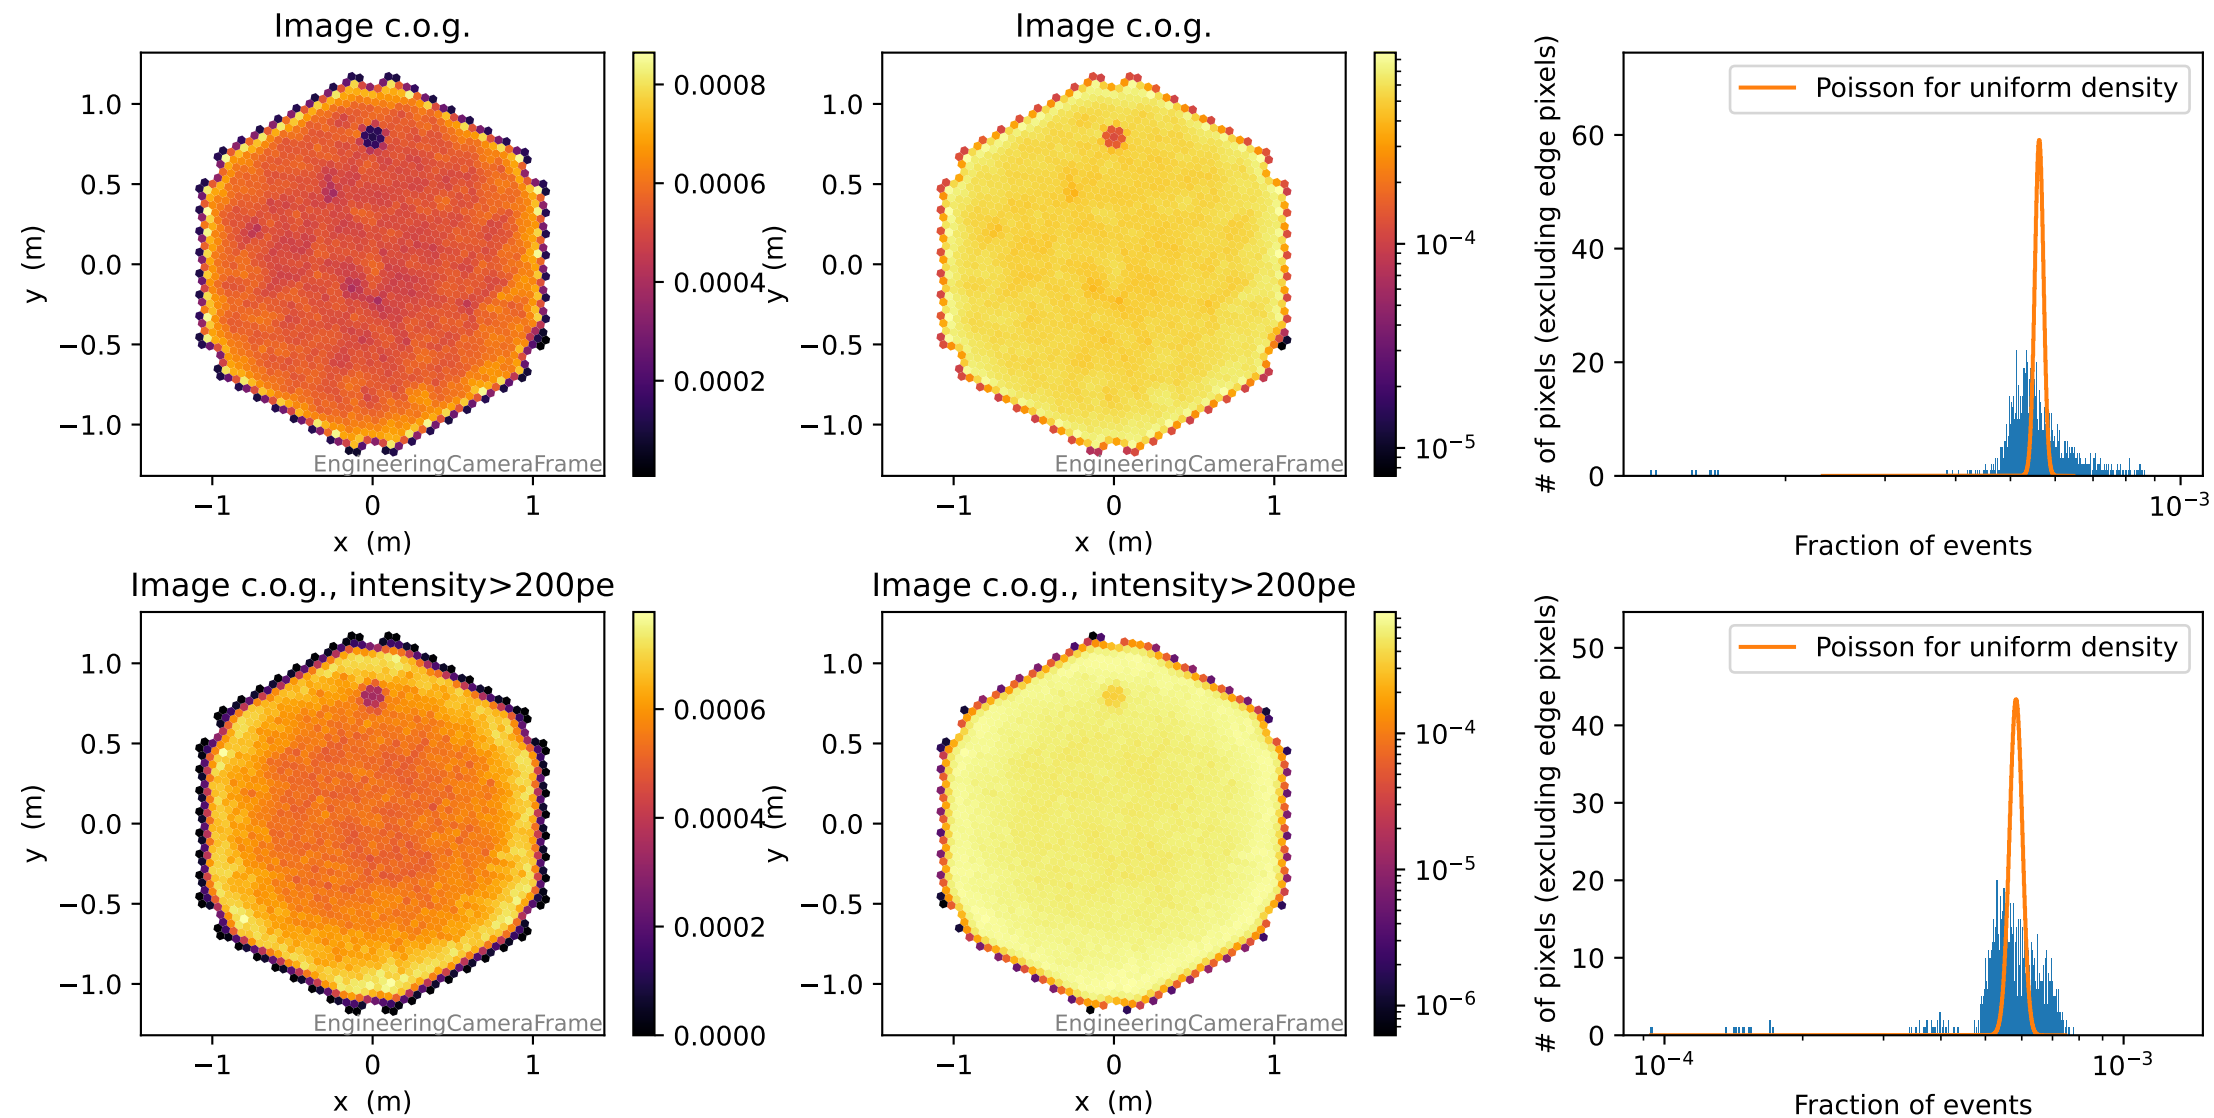 Image c.o.g.
1.0
0.5
0.0
−0.5
−1.0
y (m)
−1
0
1
x (m)
EngineeringCameraFrame
0.0008
0.0006
0.0004
0.0002
Image c.o.g.
1.0
0.5
0.0
−0.5
−1.0
y (m)
−1
0
1
x (m)
EngineeringCameraFrame
10⁻⁴
10⁻⁵
# of pixels (excluding edge pixels)
60
40
20
0
Poisson for uniform density
10⁻³
Fraction of events
Image c.o.g., intensity>200pe
1.0
0.5
0.0
−0.5
−1.0
y (m)
−1
0
1
x (m)
EngineeringCameraFrame
0.0006
0.0004
0.0002
0.0000
Image c.o.g., intensity>200pe
1.0
0.5
0.0
−0.5
−1.0
y (m)
−1
0
1
x (m)
EngineeringCameraFrame
10⁻⁴
10⁻⁵
10⁻⁶
# of pixels (excluding edge pixels)
50
40
30
20
10
0
Poisson for uniform density
10⁻⁴
10⁻³
Fraction of events